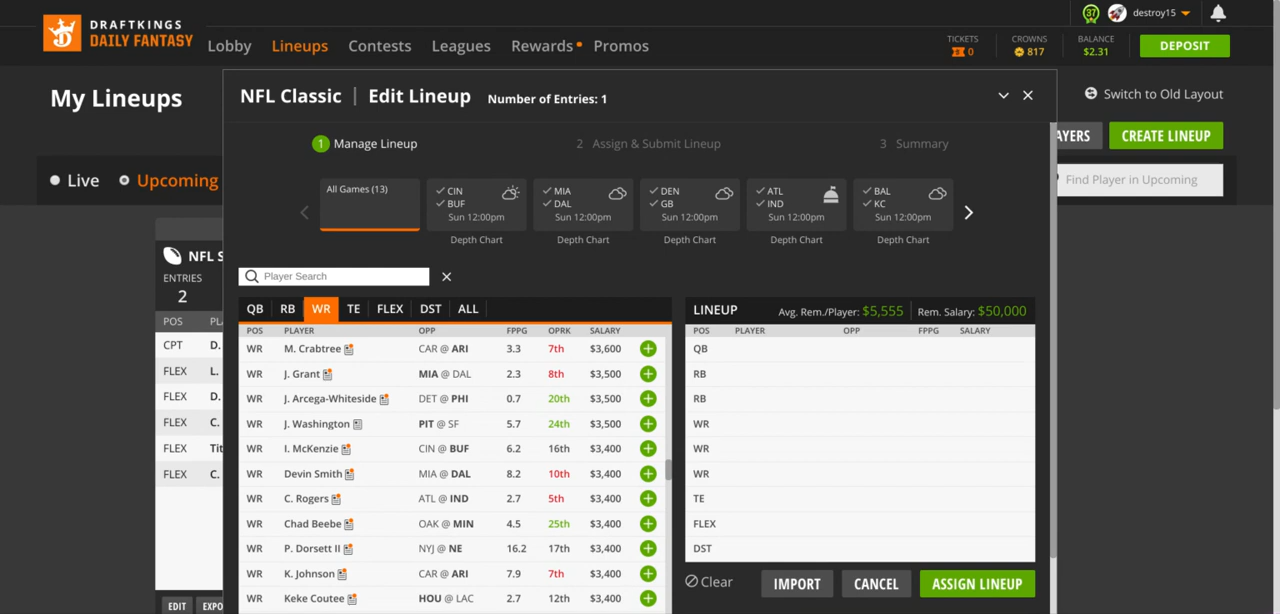 DRAFTKINGS
DAILY FANTASY
Lobby Lineups Contests Leagues Rewards Promos
37 destroy15
TICKETS CROWNS BALANCE
0 817 $2.31
DEPOSIT
My Lineups
NFL Classic | Edit Lineup Number of Entries: 1
Switch to Old Layout
AYERS CREATE LINEUP
Live Upcoming
Find Player in Upcoming
1 Manage Lineup 2 Assign & Submit Lineup 3 Summary
All Games (13)
CIN
BUF
Sun 12:00pm
Depth Chart
MIA
DAL
Sun 12:00pm
Depth Chart
DEN
GB
Sun 12:00pm
Depth Chart
ATL
IND
Sun 12:00pm
Depth Chart
BAL
KC
Sun 12:00pm
Depth Chart
NFL S
ENTRIES
2
POS PL
CPT D.
FLEX L.
FLEX D.
FLEX C.
FLEX Tit
FLEX C.
EDIT EXPO
Player Search
QB RB WR TE FLEX DST ALL
POS PLAYER OPP FPPG OPRK SALARY
WR M. Crabtree CAR @ ARI 3.3 7th $3,600
WR J. Grant MIA @ DAL 2.3 8th $3,500
WR J. Arcega-Whiteside DET @ PHI 0.7 20th $3,500
WR J. Washington PIT @ SF 5.7 24th $3,500
WR I. McKenzie CIN @ BUF 6.2 16th $3,400
WR Devin Smith MIA @ DAL 8.2 10th $3,400
WR C. Rogers ATL @ IND 2.7 5th $3,400
WR Chad Beebe OAK @ MIN 4.5 25th $3,400
WR P. Dorsett II NYJ @ NE 16.2 17th $3,400
WR K. Johnson CAR @ ARI 7.9 7th $3,400
WR Keke Coutee HOU @ LAC 2.7 12th $3,400
LINEUP Avg. Rem./Player: $5,555 Rem. Salary: $50,000
POS PLAYER OPP FPPG SALARY
QB
RB
RB
WR
WR
WR
TE
FLEX
DST
Clear IMPORT CANCEL ASSIGN LINEUP